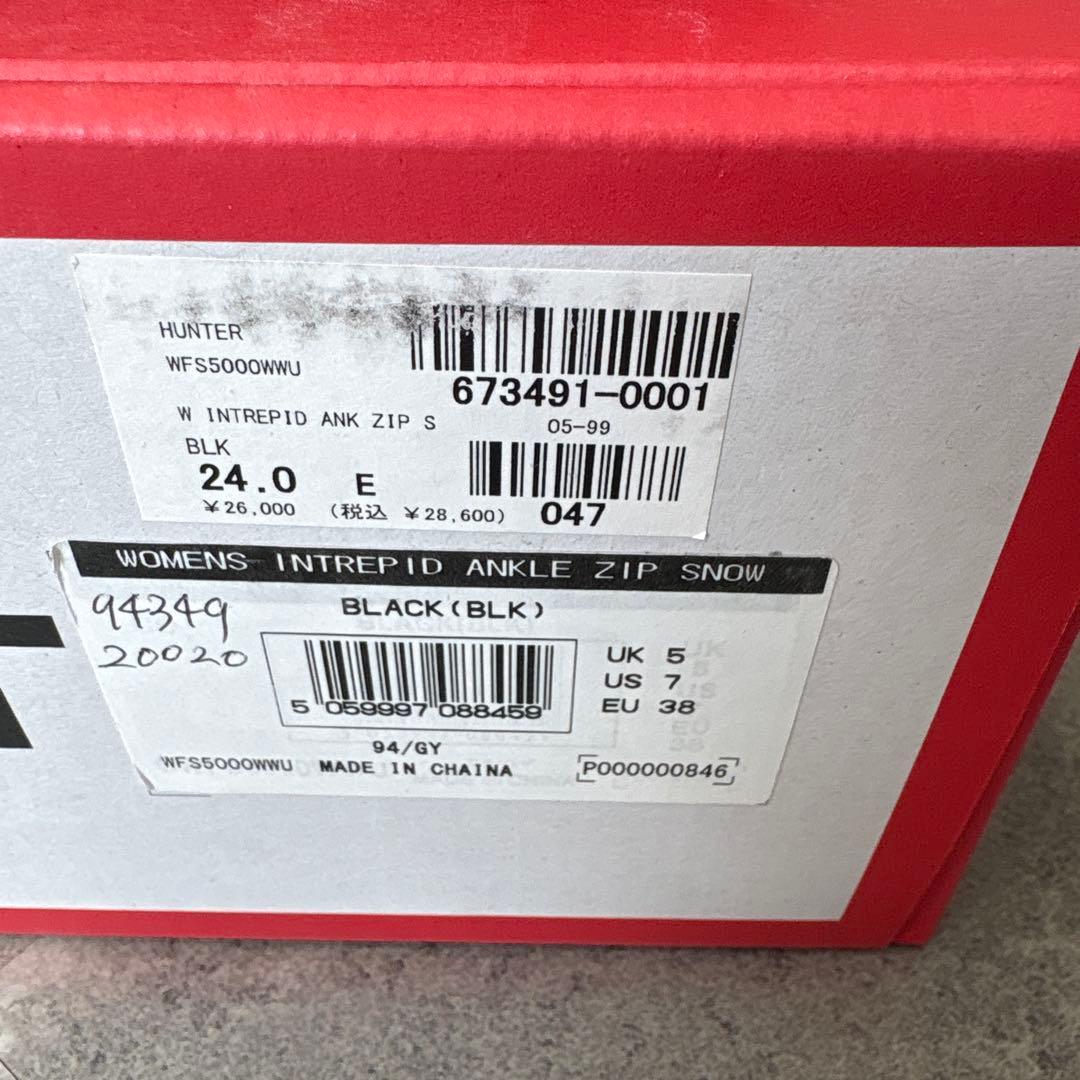 HUNTER
WFS5000WWU
673491-0001
W INTREPID ANK ZIP S
05-99
BLK
24.0 E
¥26,000 (税込 ¥28,600) 047
WOMENS INTREPID ANKLE ZIP SNOW
94349
20020
BLACK(BLK)
UK 5
US 7
EU 38
5 059997 088459
94/GY
WFS5000WWU MADE IN CHAINA P000000846